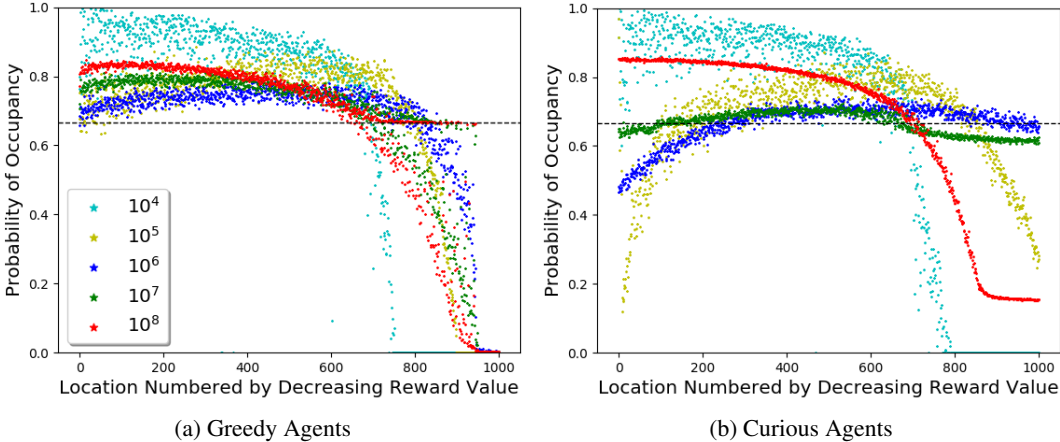 1.0
0.8
0.6
0.4
0.2
0.0
Probability of Occupancy
10^4
10^5
10^6
10^7
10^8
0 200 400 600 800 1000
Location Numbered by Decreasing Reward Value
(a) Greedy Agents
1.0
0.8
0.6
0.4
0.2
0.0
Probability of Occupancy
0 200 400 600 800 1000
Location Numbered by Decreasing Reward Value
(b) Curious Agents